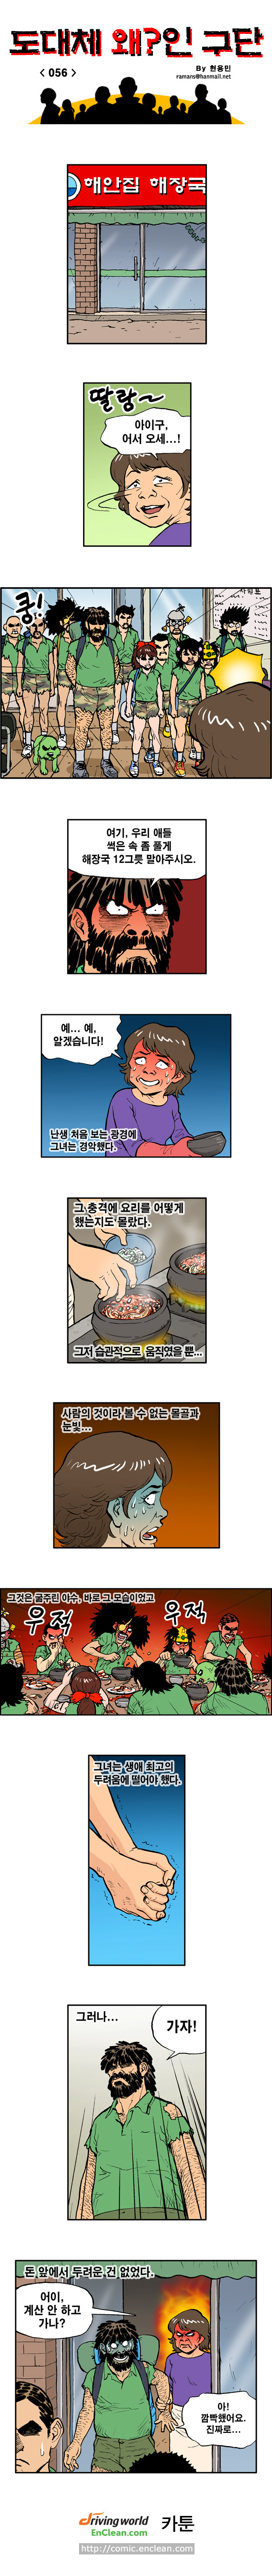 도대체 왜?인 구단
< 056 >
By 현용민
ramans@hanmail.net
해안집 해장국
딸랑~
아이구,
어서 오세...!
쿵!
여기, 우리 애들
썩은 속 좀 풀게
해장국 12그릇 말아주시오.
예... 예,
알겠습니다!
난생 처음 보는 광경에
그녀는 경악했다.
그 충격에 요리를 어떻게
했는지도 몰랐다.
그저 습관적으로 움직였을 뿐...
사람의 것이라 볼 수 없는 몰골과
눈빛...
그것은 굶주린 야수, 바로 그 모습이었고
우적
우적
그녀는 생애 최고의
두려움에 떨어야 했다.
그러나...
가자!
돈 앞에서 두려운 건 없었다.
어이,
계산 안 하고
가나?
아!
깜빡했어요.
진짜로...
drivingworld
EnClean.com
카툰
http://comic.enclean.com